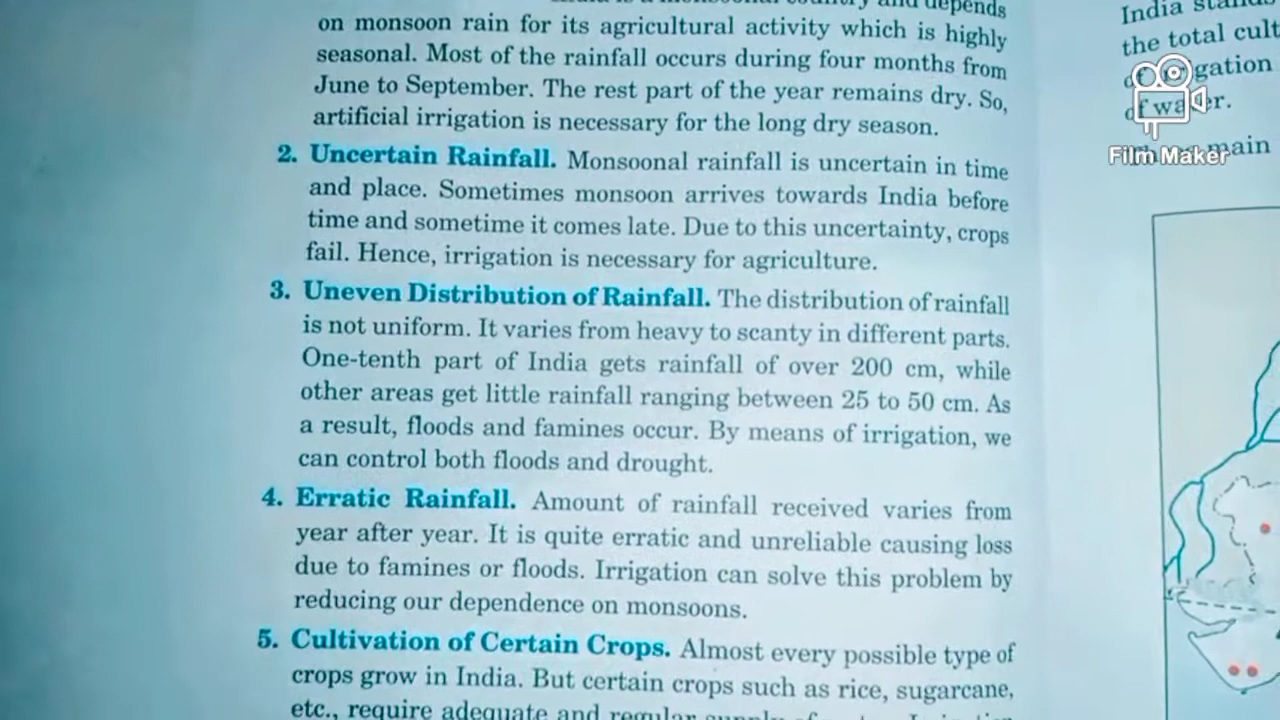 depends
on monsoon rain for its agricultural activity which is highly
seasonal. Most of the rainfall occurs during four months from
June to September. The rest part of the year remains dry. So,
artificial irrigation is necessary for the long dry season.
2. Uncertain Rainfall. Monsoonal rainfall is uncertain in time
and place. Sometimes monsoon arrives towards India before
time and sometime it comes late. Due to this uncertainty, crops
fail. Hence, irrigation is necessary for agriculture.
3. Uneven Distribution of Rainfall. The distribution of rainfall
is not uniform. It varies from heavy to scanty in different parts.
One-tenth part of India gets rainfall of over 200 cm, while
other areas get little rainfall ranging between 25 to 50 cm. As
a result, floods and famines occur. By means of irrigation, we
can control both floods and drought.
4. Erratic Rainfall. Amount of rainfall received varies from
year after year. It is quite erratic and unreliable causing loss
due to famines or floods. Irrigation can solve this problem by
reducing our dependence on monsoons.
5. Cultivation of Certain Crops. Almost every possible type of
crops grow in India. But certain crops such as rice, sugarcane,
etc., require adequate and regular supply of
India
the total
main
Film Maker